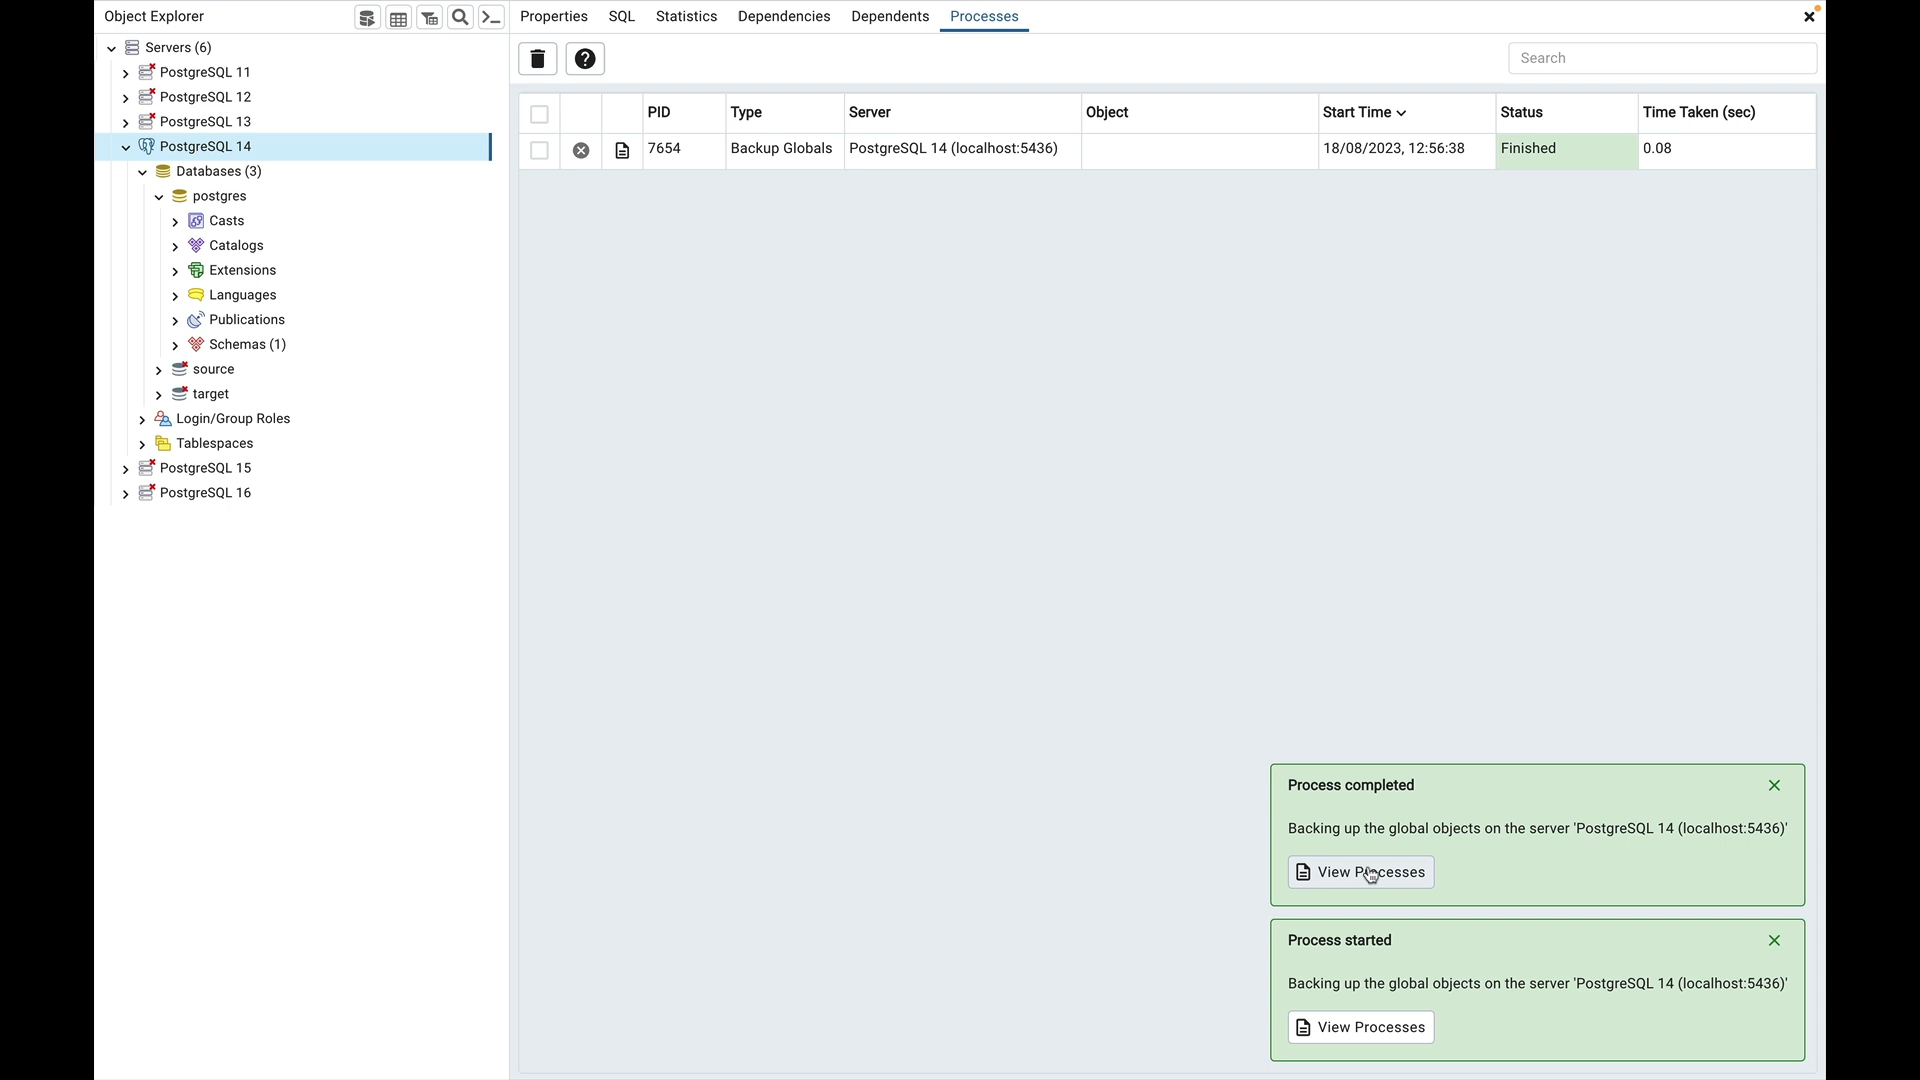 Object Explorer
Properties SQL Statistics Dependencies Dependents Processes
Servers (6)
PostgreSQL 11
PostgreSQL 12
PostgreSQL 13
PostgreSQL 14
Databases (3)
postgres
Casts
Catalogs
Extensions
Languages
Publications
Schemas (1)
source
target
Login/Group Roles
Tablespaces
PostgreSQL 15
PostgreSQL 16
Search
PID Type Server Object Start Time Status Time Taken (sec)
7654 Backup Globals PostgreSQL 14 (localhost:5436) 18/08/2023, 12:56:38 Finished 0.08
Process completed
Backing up the global objects on the server 'PostgreSQL 14 (localhost:5436)'
View Processes
Process started
Backing up the global objects on the server 'PostgreSQL 14 (localhost:5436)'
View Processes